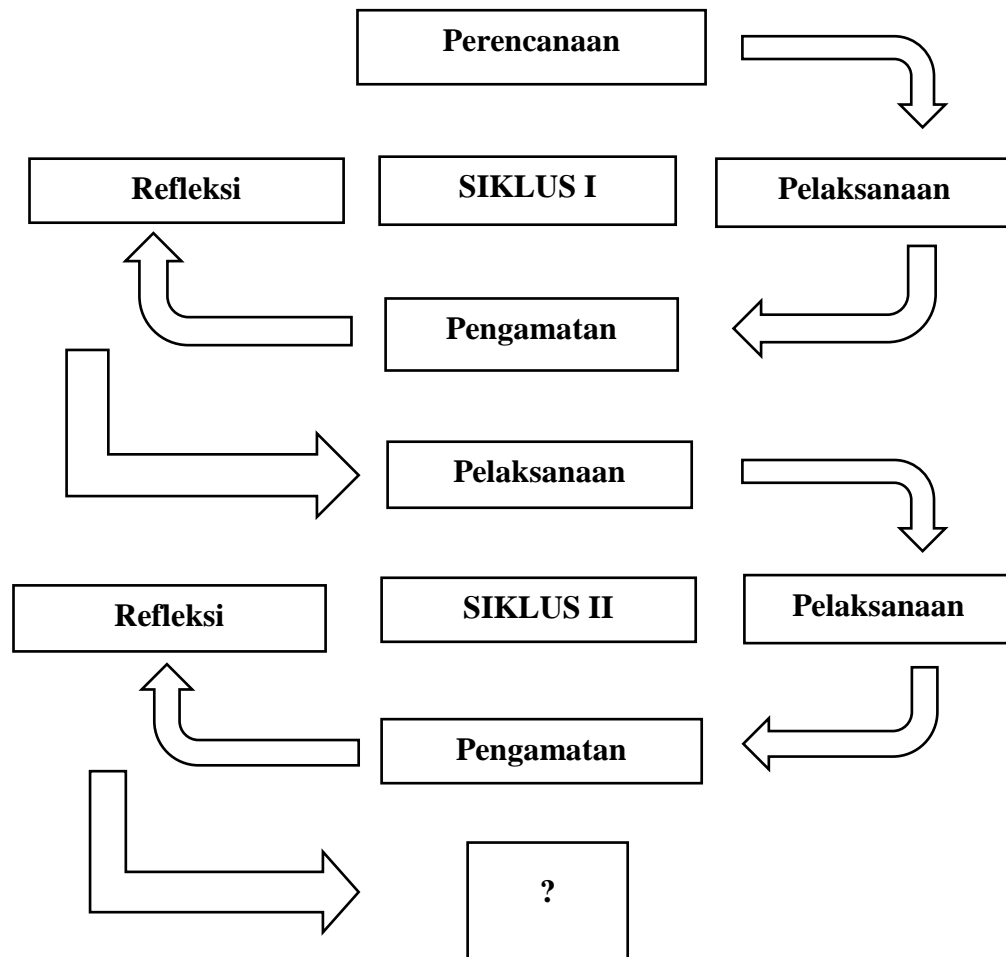 Perencanaan
Refleksi
SIKLUS I
Pelaksanaan
Pengamatan
Pelaksanaan
Refleksi
SIKLUS II
Pelaksanaan
Pengamatan
?